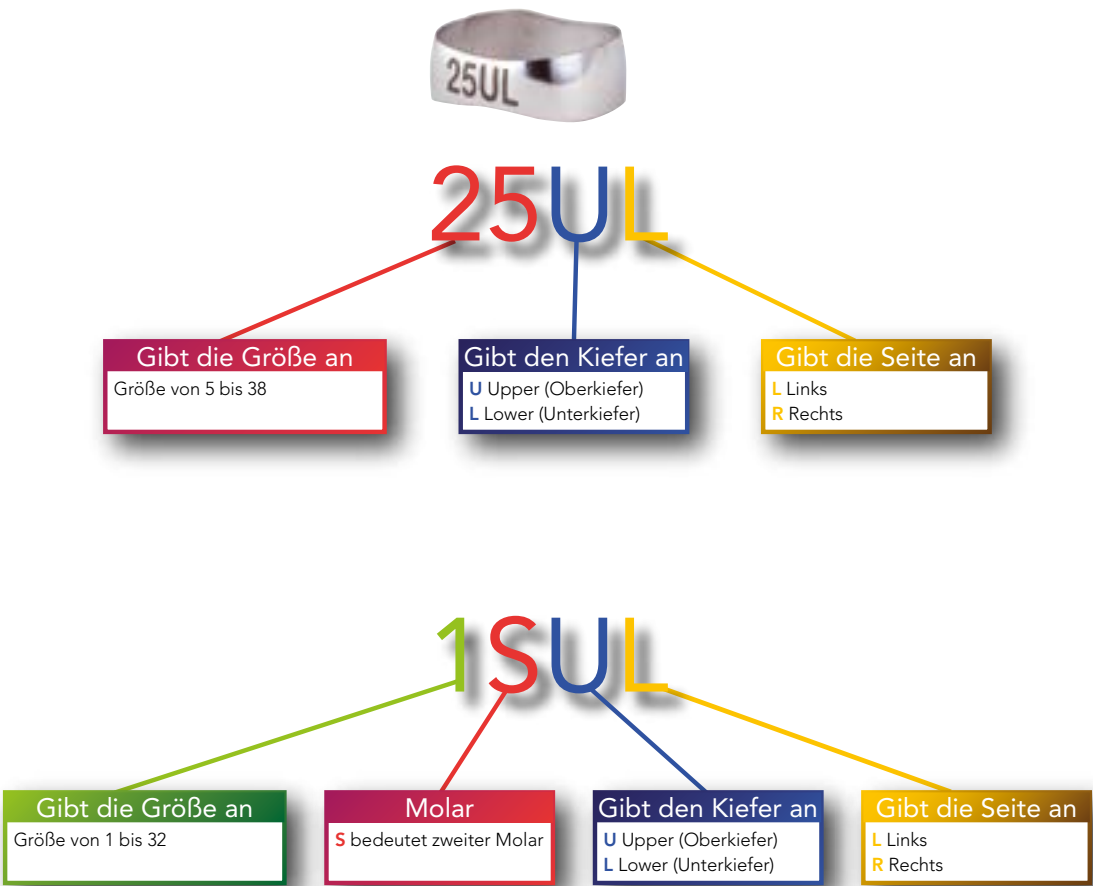 25UL
25UL
Gibt die Größe an
Größe von 5 bis 38
Gibt den Kiefer an
U Upper (Oberkiefer)
L Lower (Unterkiefer)
Gibt die Seite an
L Links
R Rechts
1SUL
Gibt die Größe an
Größe von 1 bis 32
Molar
S bedeutet zweiter Molar
Gibt den Kiefer an
U Upper (Oberkiefer)
L Lower (Unterkiefer)
Gibt die Seite an
L Links
R Rechts